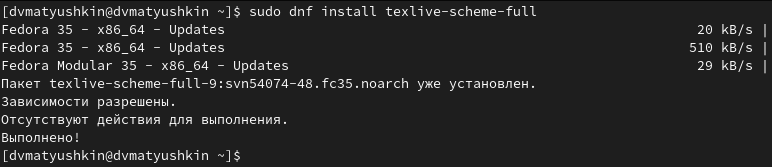 [dvmatyushkin@dvmatyushkin ~]$ sudo dnf install texlive-scheme-full
Fedora 35 - x86_64 - Updates 20 kB/s |
Fedora 35 - x86_64 - Updates 510 kB/s |
Fedora Modular 35 - x86_64 - Updates 29 kB/s |
Пакет texlive-scheme-full-9:svn54074-48.fc35.noarch уже установлен.
Зависимости разрешены.
Отсутствуют действия для выполнения.
Выполнено!
[dvmatyushkin@dvmatyushkin ~]$